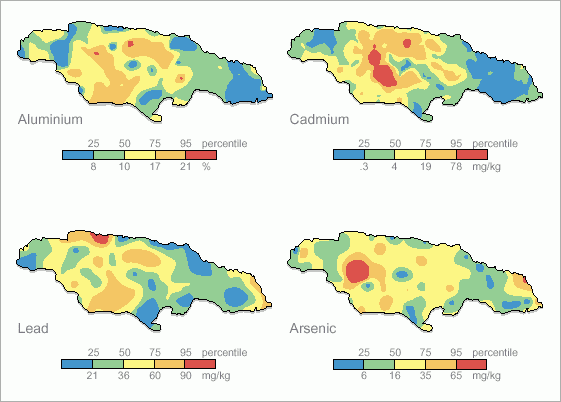 Aluminium
25 50 75 95 percentile
8 10 17 21 %
Cadmium
25 50 75 95 percentile
.3 4 19 78 mg/kg
Lead
25 50 75 95 percentile
21 36 60 90 mg/kg
Arsenic
25 50 75 95 percentile
6 16 35 65 mg/kg